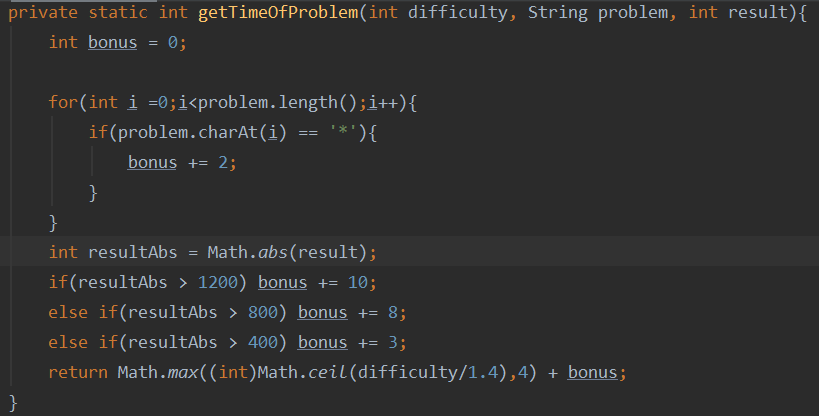 private static int getTimeOfProblem(int difficulty, String problem, int result){
    int bonus = 0;

    for(int i =0;i<problem.length();i++){
        if(problem.charAt(i) == '*'){
            bonus += 2;
        }
    }
    int resultAbs = Math.abs(result);
    if(resultAbs > 1200) bonus += 10;
    else if(resultAbs > 800) bonus += 8;
    else if(resultAbs > 400) bonus += 3;
    return Math.max((int)Math.ceil(difficulty/1.4),4) + bonus;
}